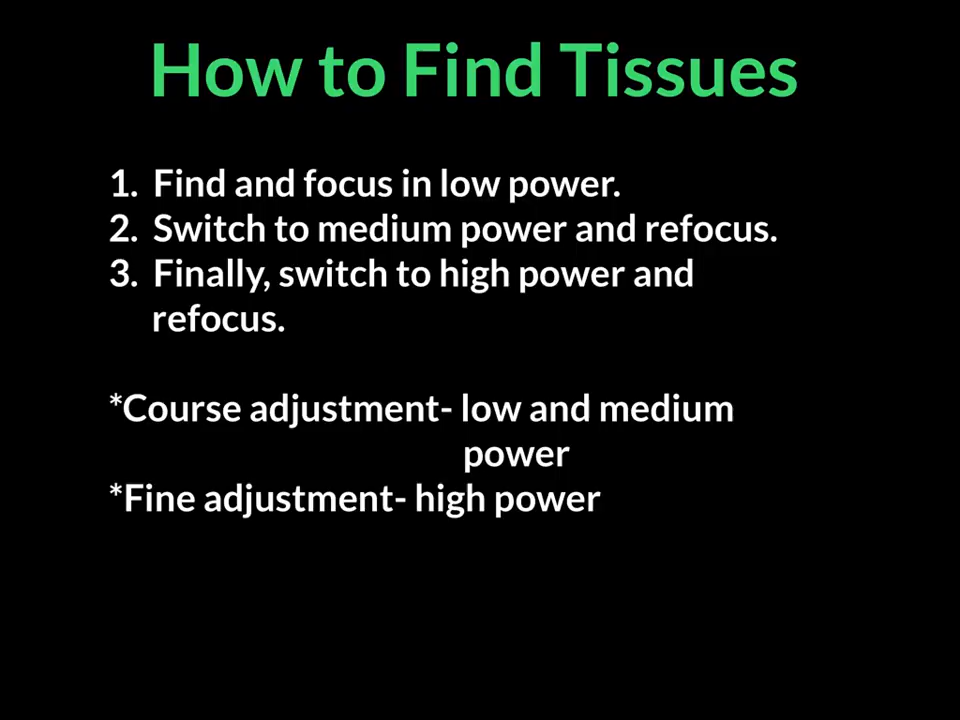 How to Find Tissues
1. Find and focus in low power.
2. Switch to medium power and refocus.
3. Finally, switch to high power and
refocus.
*Course adjustment- low and medium
power
*Fine adjustment- high power